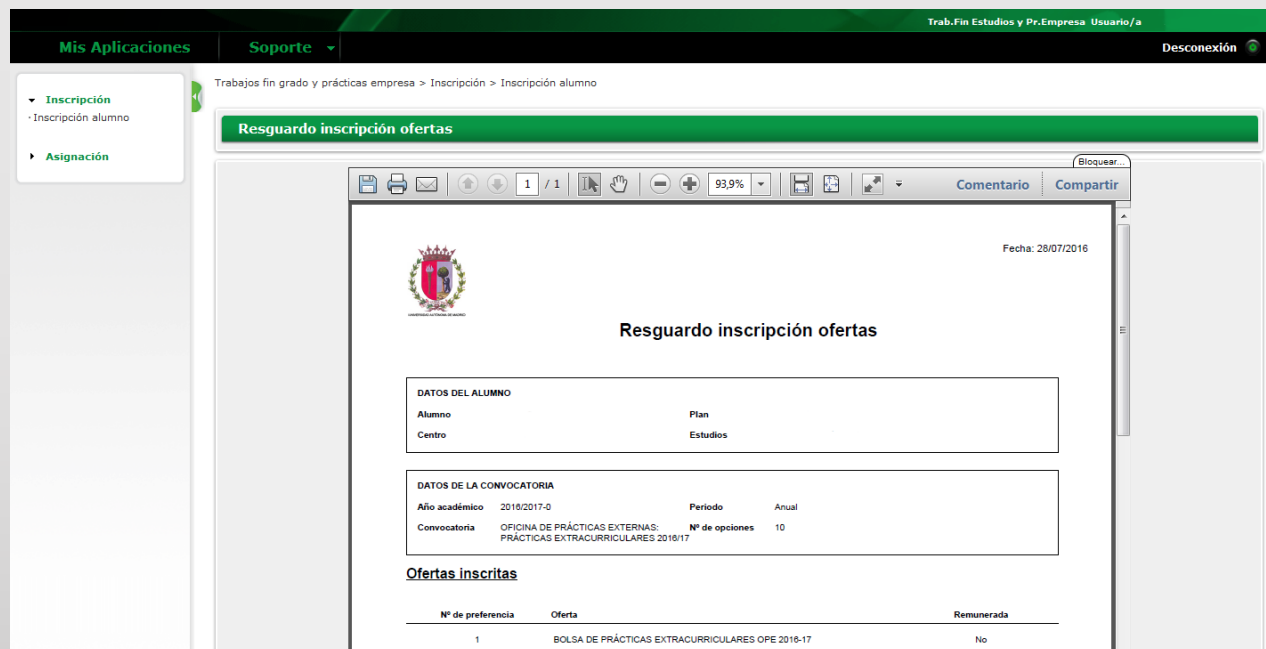 Trab.Fin Estudios y Pr.Empresa Usuario/a
Mis Aplicaciones Soporte Desconexión
Trabajos fin grado y prácticas empresa > Inscripción > Inscripción alumno
Inscripción
· Inscripción alumno
Asignación
Resguardo inscripción ofertas
Bloquear...
1 / 1 93,9% Comentario Compartir
Fecha: 28/07/2016
UNIVERSIDAD AUTONOMA DE MADRID
Resguardo inscripción ofertas
DATOS DEL ALUMNO
Alumno Plan
Centro Estudios
DATOS DE LA CONVOCATORIA
Año académico 2016/2017-0 Periodo Anual
Convocatoria OFICINA DE PRÁCTICAS EXTERNAS: Nº de opciones 10
PRÁCTICAS EXTRACURRICULARES 2016/17
Ofertas inscritas
Nº de preferencia Oferta Remunerada
1 BOLSA DE PRÁCTICAS EXTRACURRICULARES OPE 2016-17 No